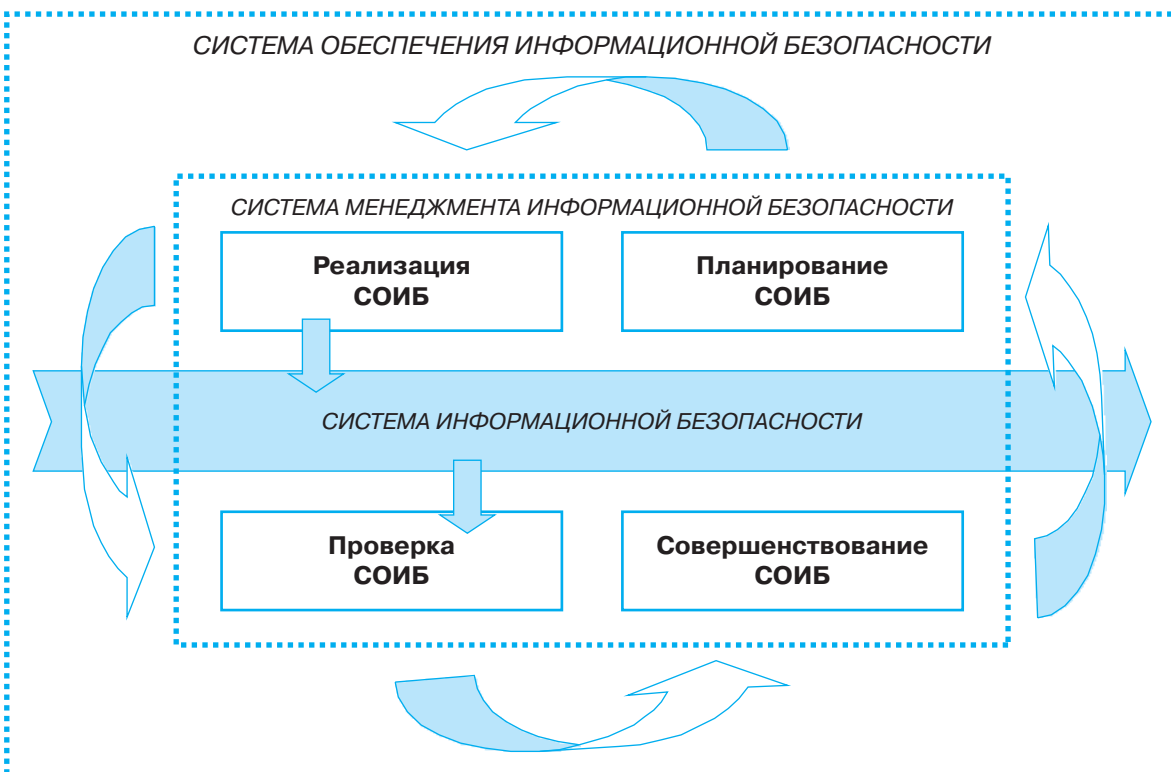 СИСТЕМА ОБЕСПЕЧЕНИЯ ИНФОРМАЦИОННОЙ БЕЗОПАСНОСТИ
СИСТЕМА МЕНЕДЖМЕНТА ИНФОРМАЦИОННОЙ БЕЗОПАСНОСТИ
Реализация
СОИБ
Планирование
СОИБ
СИСТЕМА ИНФОРМАЦИОННОЙ БЕЗОПАСНОСТИ
Проверка
СОИБ
Совершенствование
СОИБ